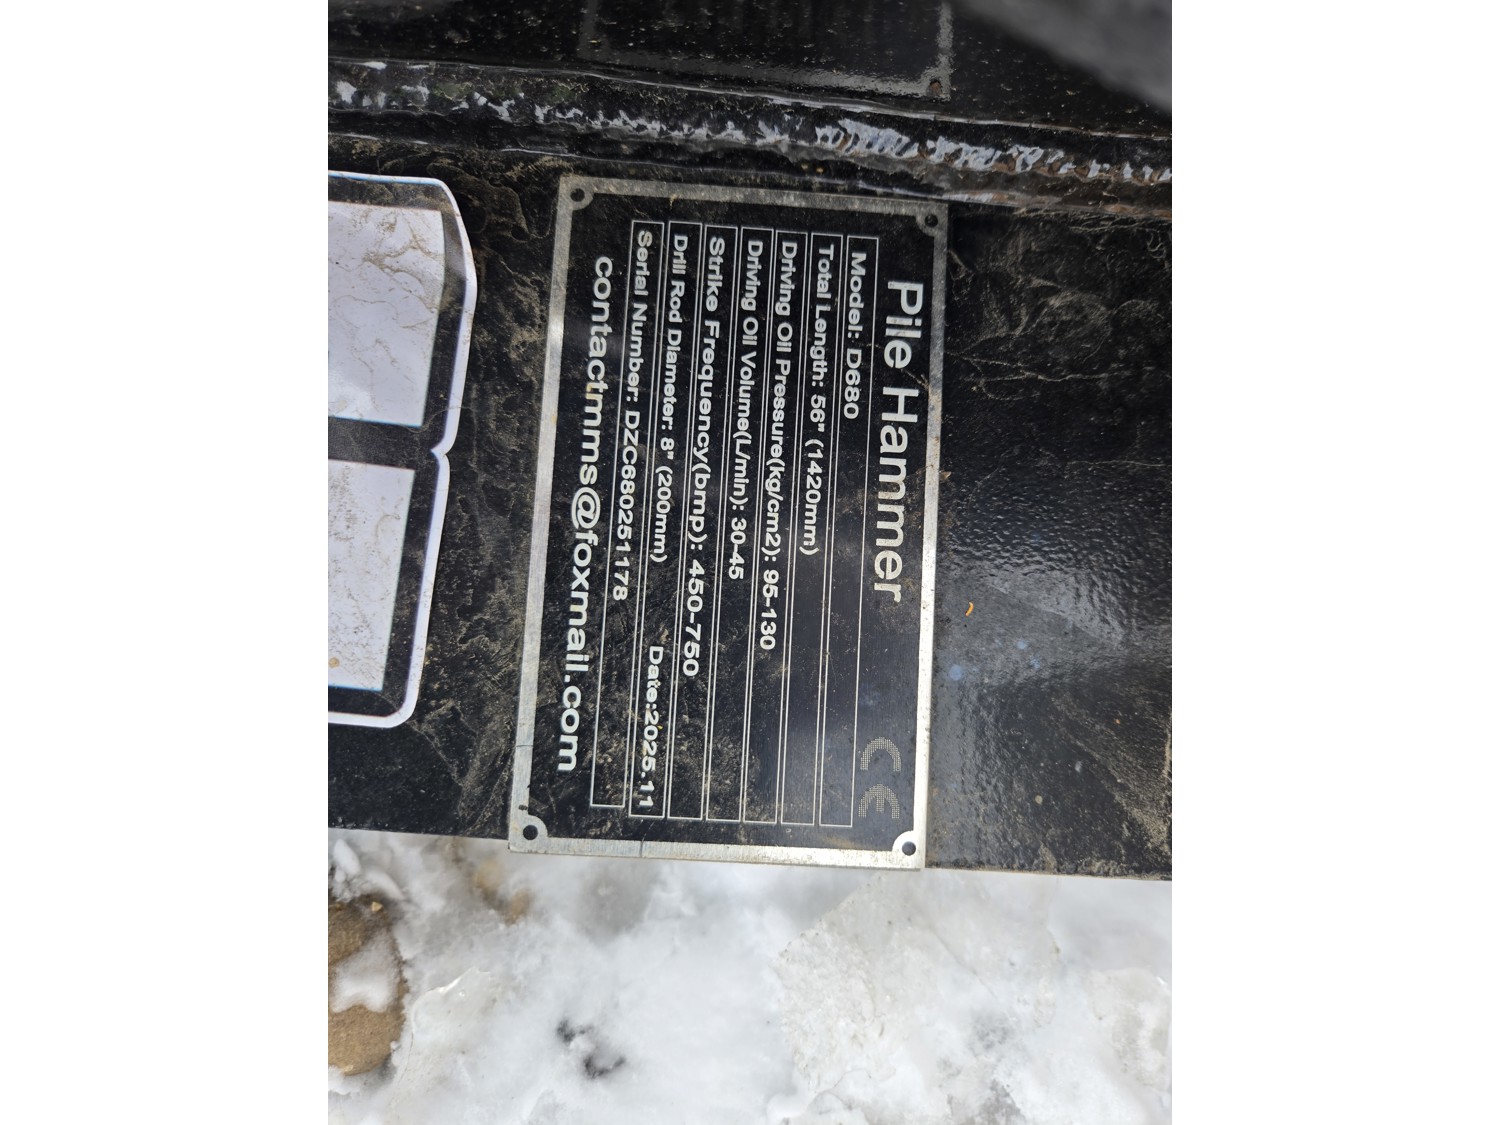 Pile Hammer
CE
Model: D680
Total Length: 56" (1420mm)
Driving Oil Pressure(kg/cm2): 95-130
Driving Oil Volume(L/min): 30-45
Strike Frequency(bmp): 450-750
Drill Rod Diameter: 8" (200mm)
Date:2025.11
Serial Number: DZC680251178
contactmms@foxmail.com